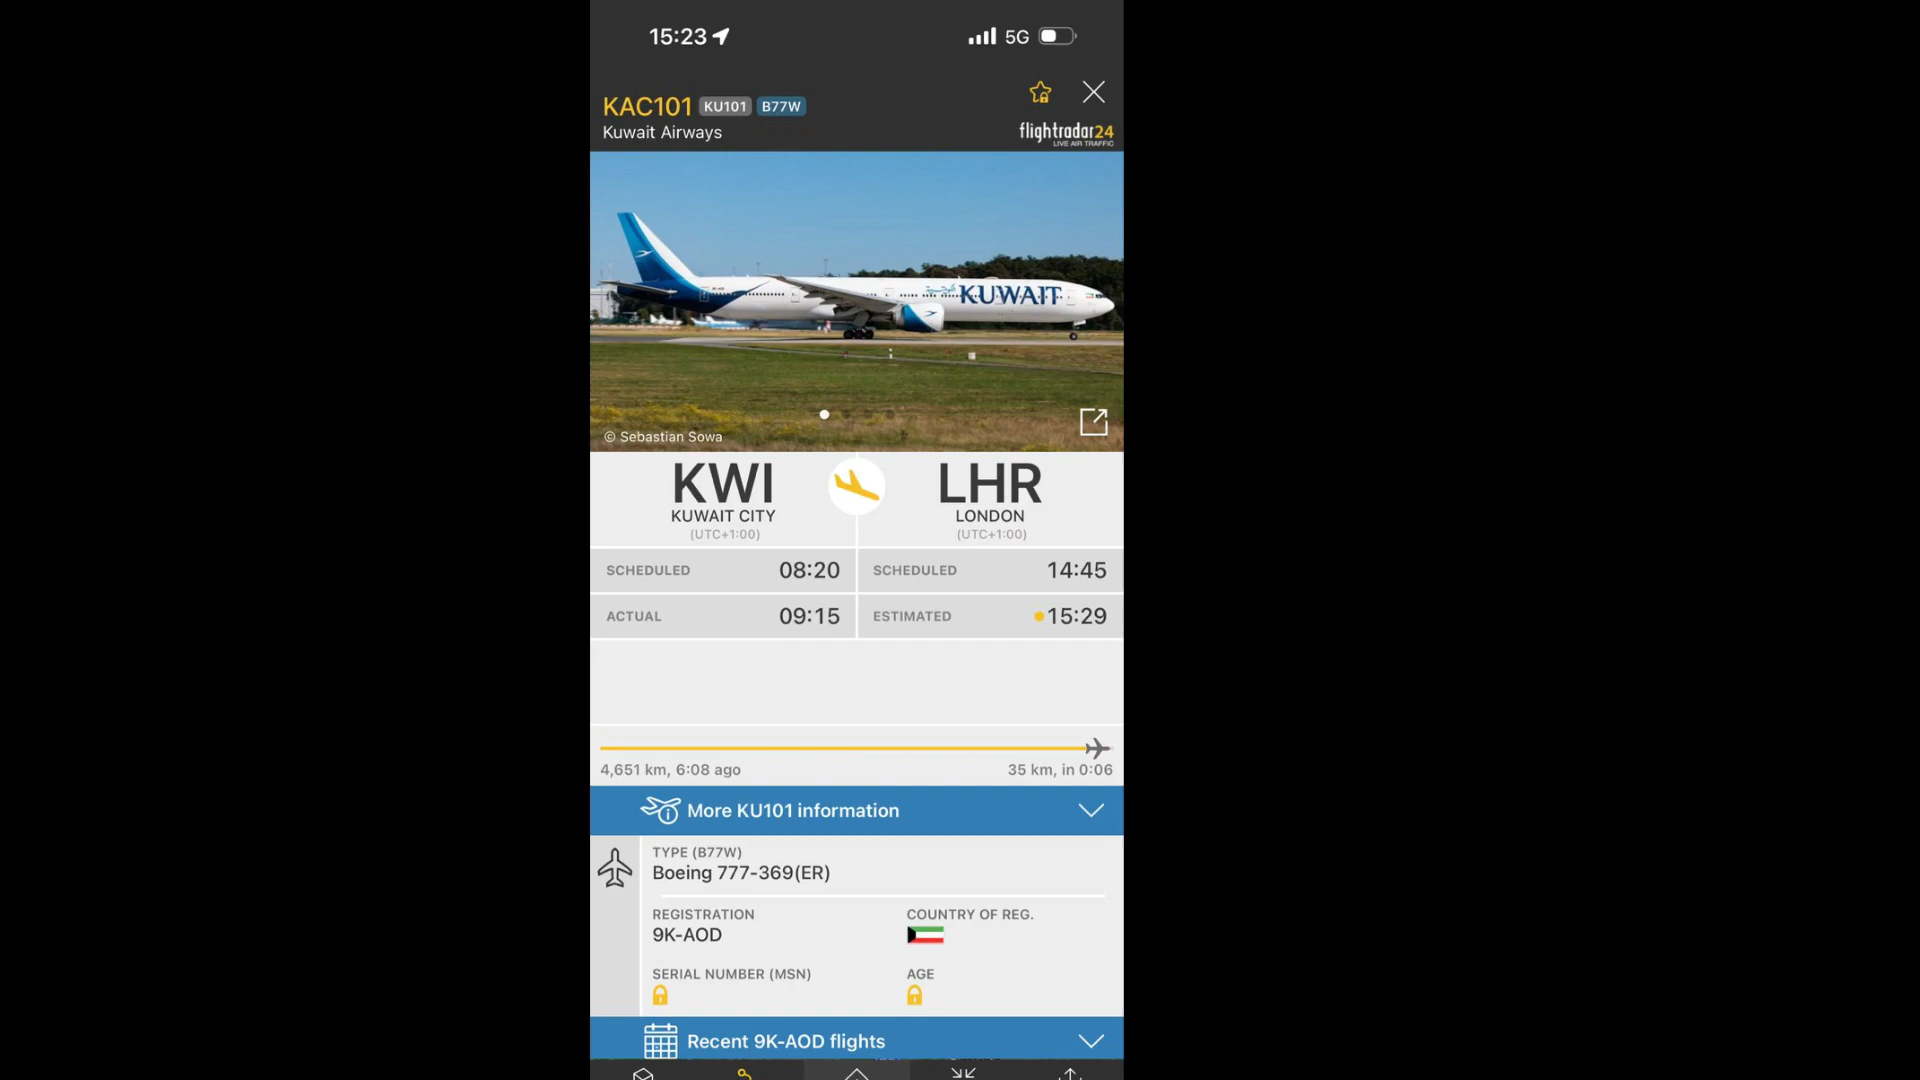 15:23
5G
KAC101 KU101 B77W
Kuwait Airways
flightradar24
LIVE AIR TRAFFIC
KUWAIT
© Sebastian Sowa
KWI
KUWAIT CITY
(UTC+1:00)
LHR
LONDON
(UTC+1:00)
SCHEDULED 08:20
SCHEDULED 14:45
ACTUAL 09:15
ESTIMATED 15:29
4,651 km, 6:08 ago
35 km, in 0:06
More KU101 information
TYPE (B77W)
Boeing 777-369(ER)
REGISTRATION
9K-AOD
COUNTRY OF REG.
SERIAL NUMBER (MSN)
AGE
Recent 9K-AOD flights